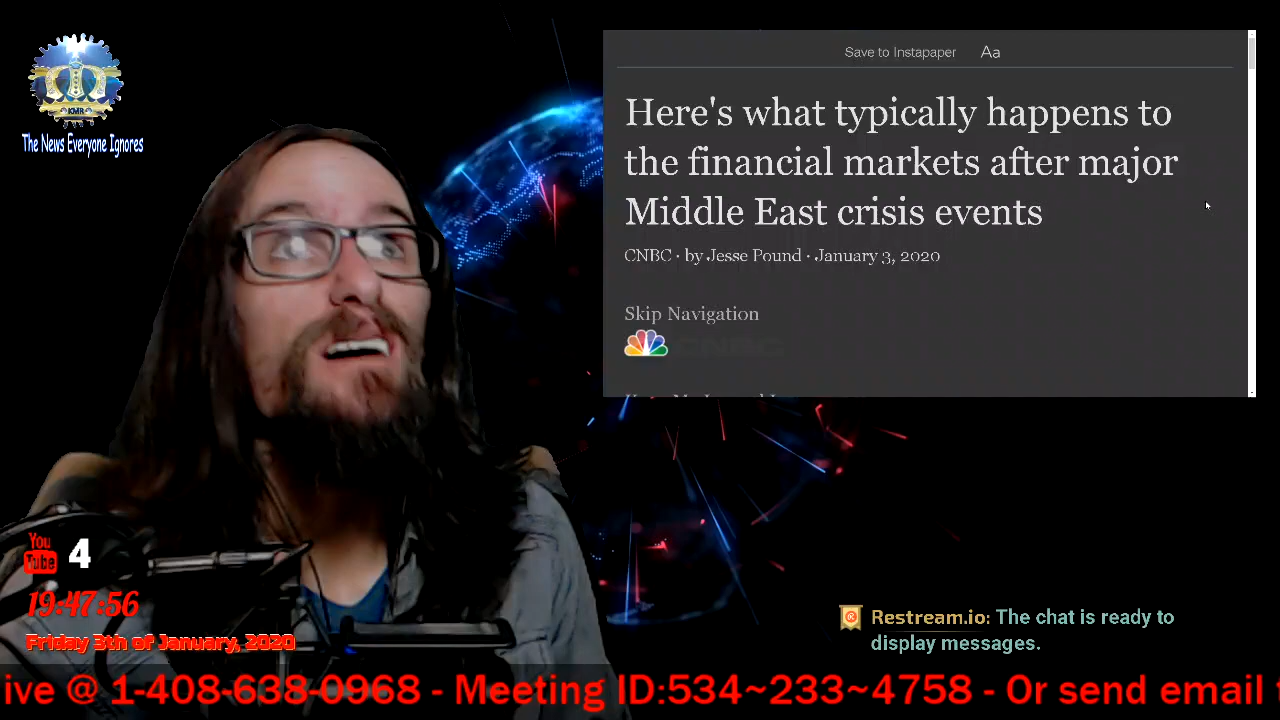 KMR
The News Everyone Ignores
Save to Instapaper Aa
Here's what typically happens to
the financial markets after major
Middle East crisis events
CNBC · by Jesse Pound · January 3, 2020
Skip Navigation
You
Tube 4
19:47:56
Friday 3th of January, 2020
Restream.io: The chat is ready to
display messages.
ive @ 1-408-638-0968 - Meeting ID:534~233~4758 - Or send email